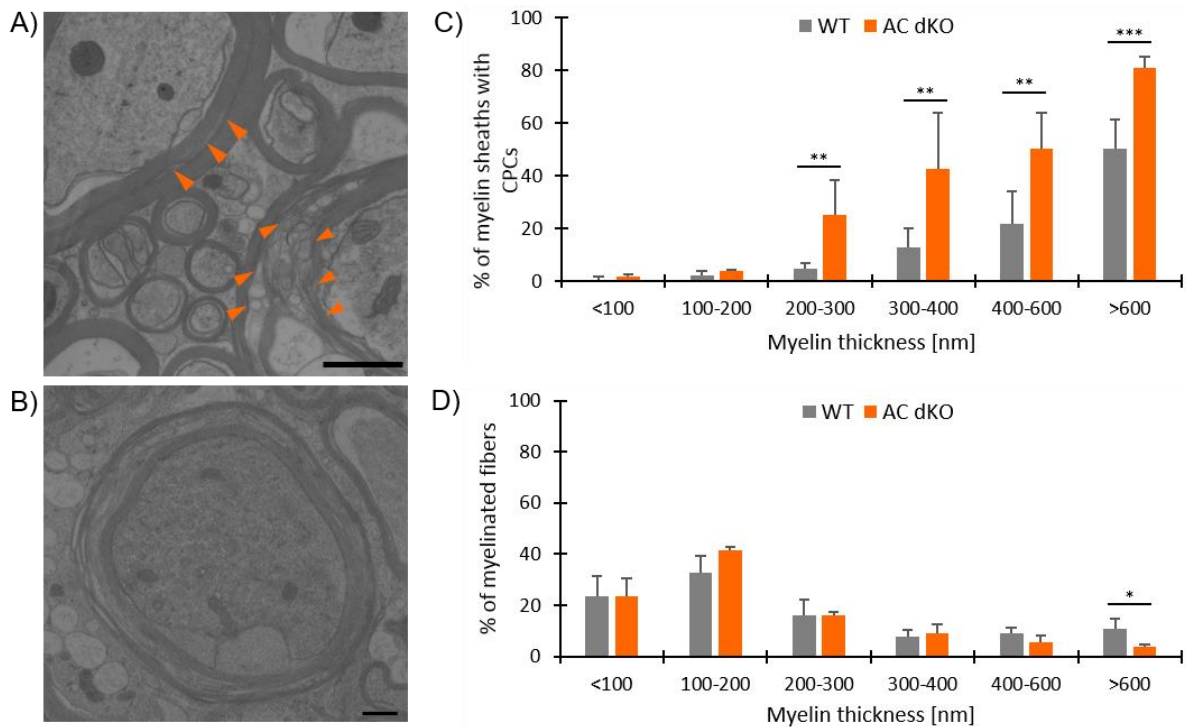 A)
B)
C)
WT AC dKO
% of myelin sheaths with
CPCs
100
80
60
40
20
0
**
**
**
***
<100 100-200 200-300 300-400 400-600 >600
Myelin thickness [nm]
D)
WT AC dKO
% of myelinated fibers
100
80
60
40
20
0
*
<100 100-200 200-300 300-400 400-600 >600
Myelin thickness [nm]